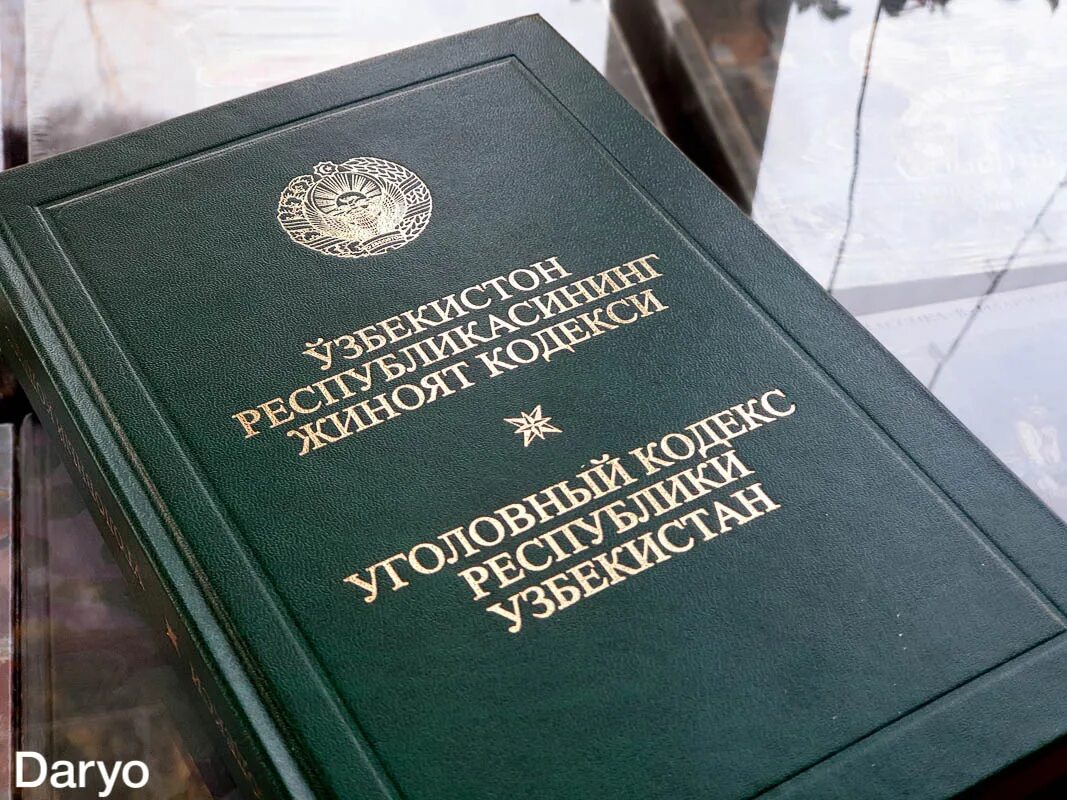 ЎЗБЕКИСТОН
РЕСПУБЛИКАСИНИНГ
ЖИНОЯТ КОДЕКСИ
УГОЛОВНЫЙ КОДЕКС
РЕСПУБЛИКИ
УЗБЕКИСТАН
Daryo